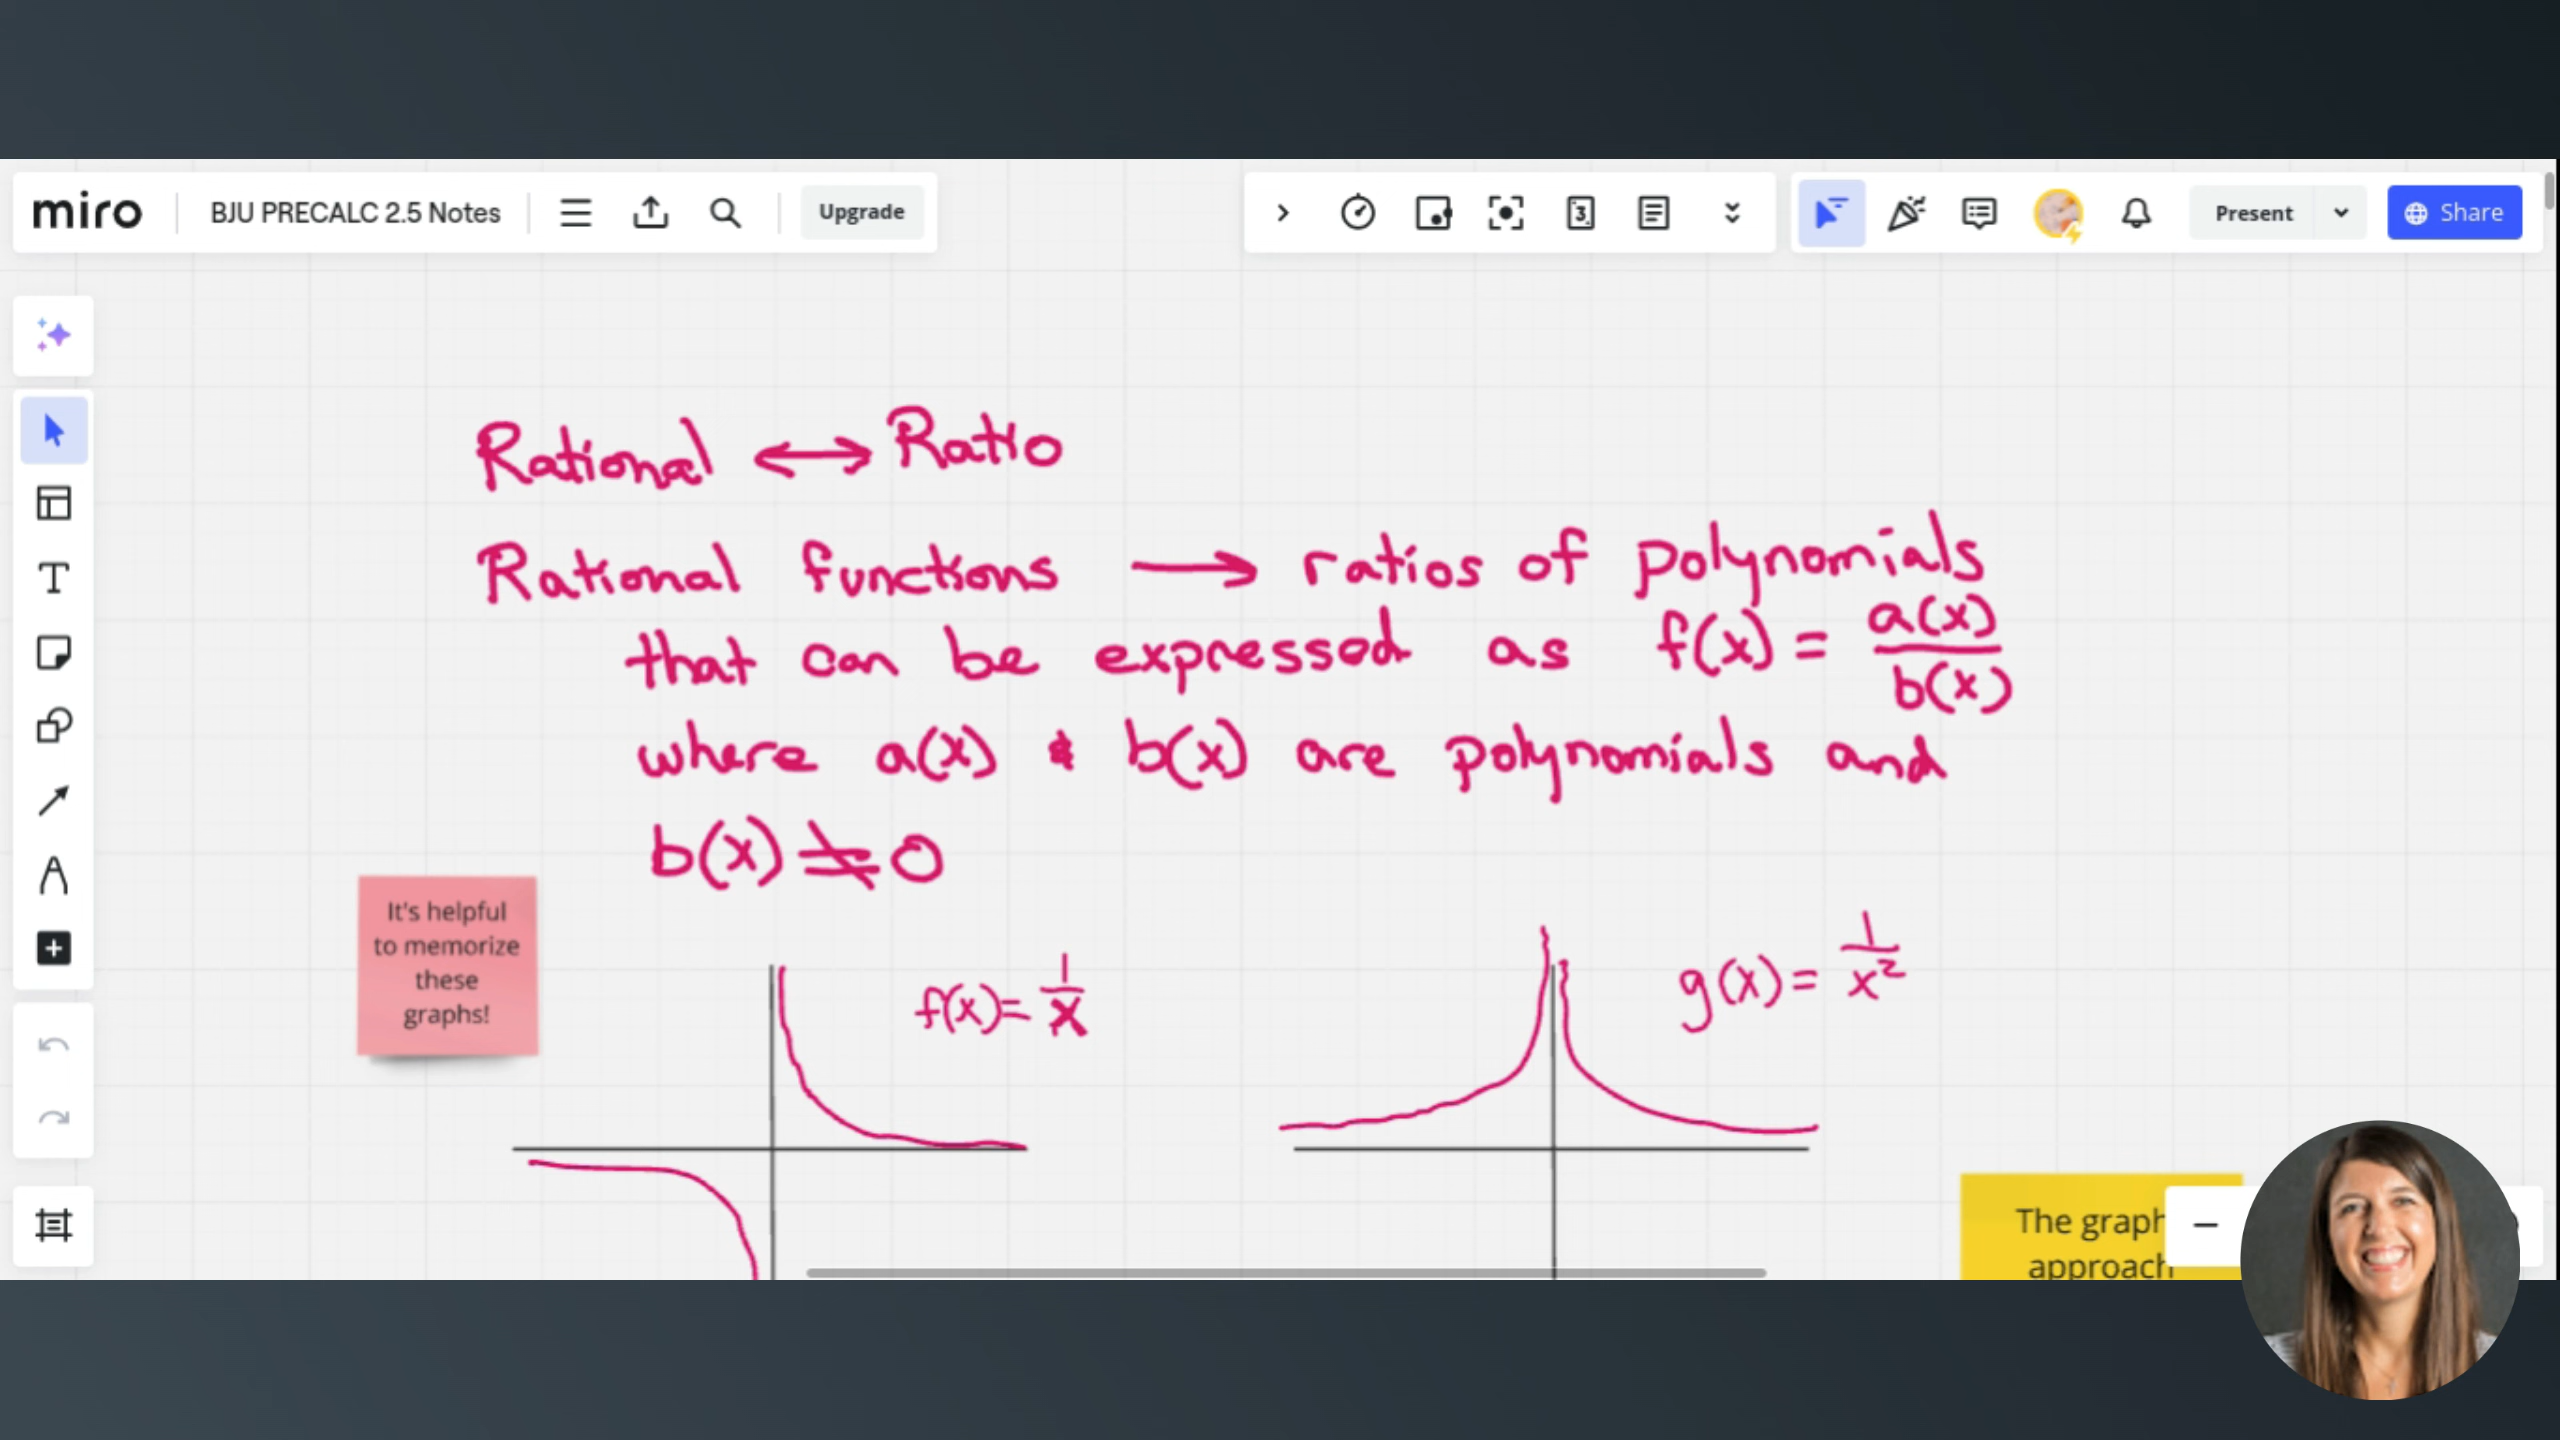 miro
BJU PRECALC 2.5 Notes
Upgrade
3
Present
Share
Rational ↔ Ratio
Rational functions → ratios of polynomials
that can be expressed as f(x) = a(x)/b(x)
where a(x) & b(x) are polynomials and
b(x) ≠ 0
It's helpful
to memorize
these
graphs!
f(x) = 1/x
g(x) = 1/x²
The graph
approach